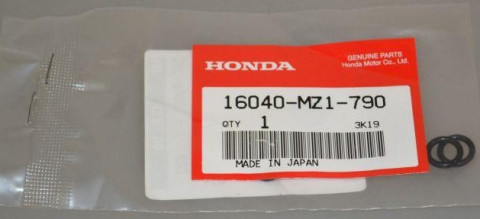 HONDA
GENUINE PARTS
Honda Motor Co., Ltd.
16040-MZ1-790
QTY 1 3K19
MADE IN JAPAN